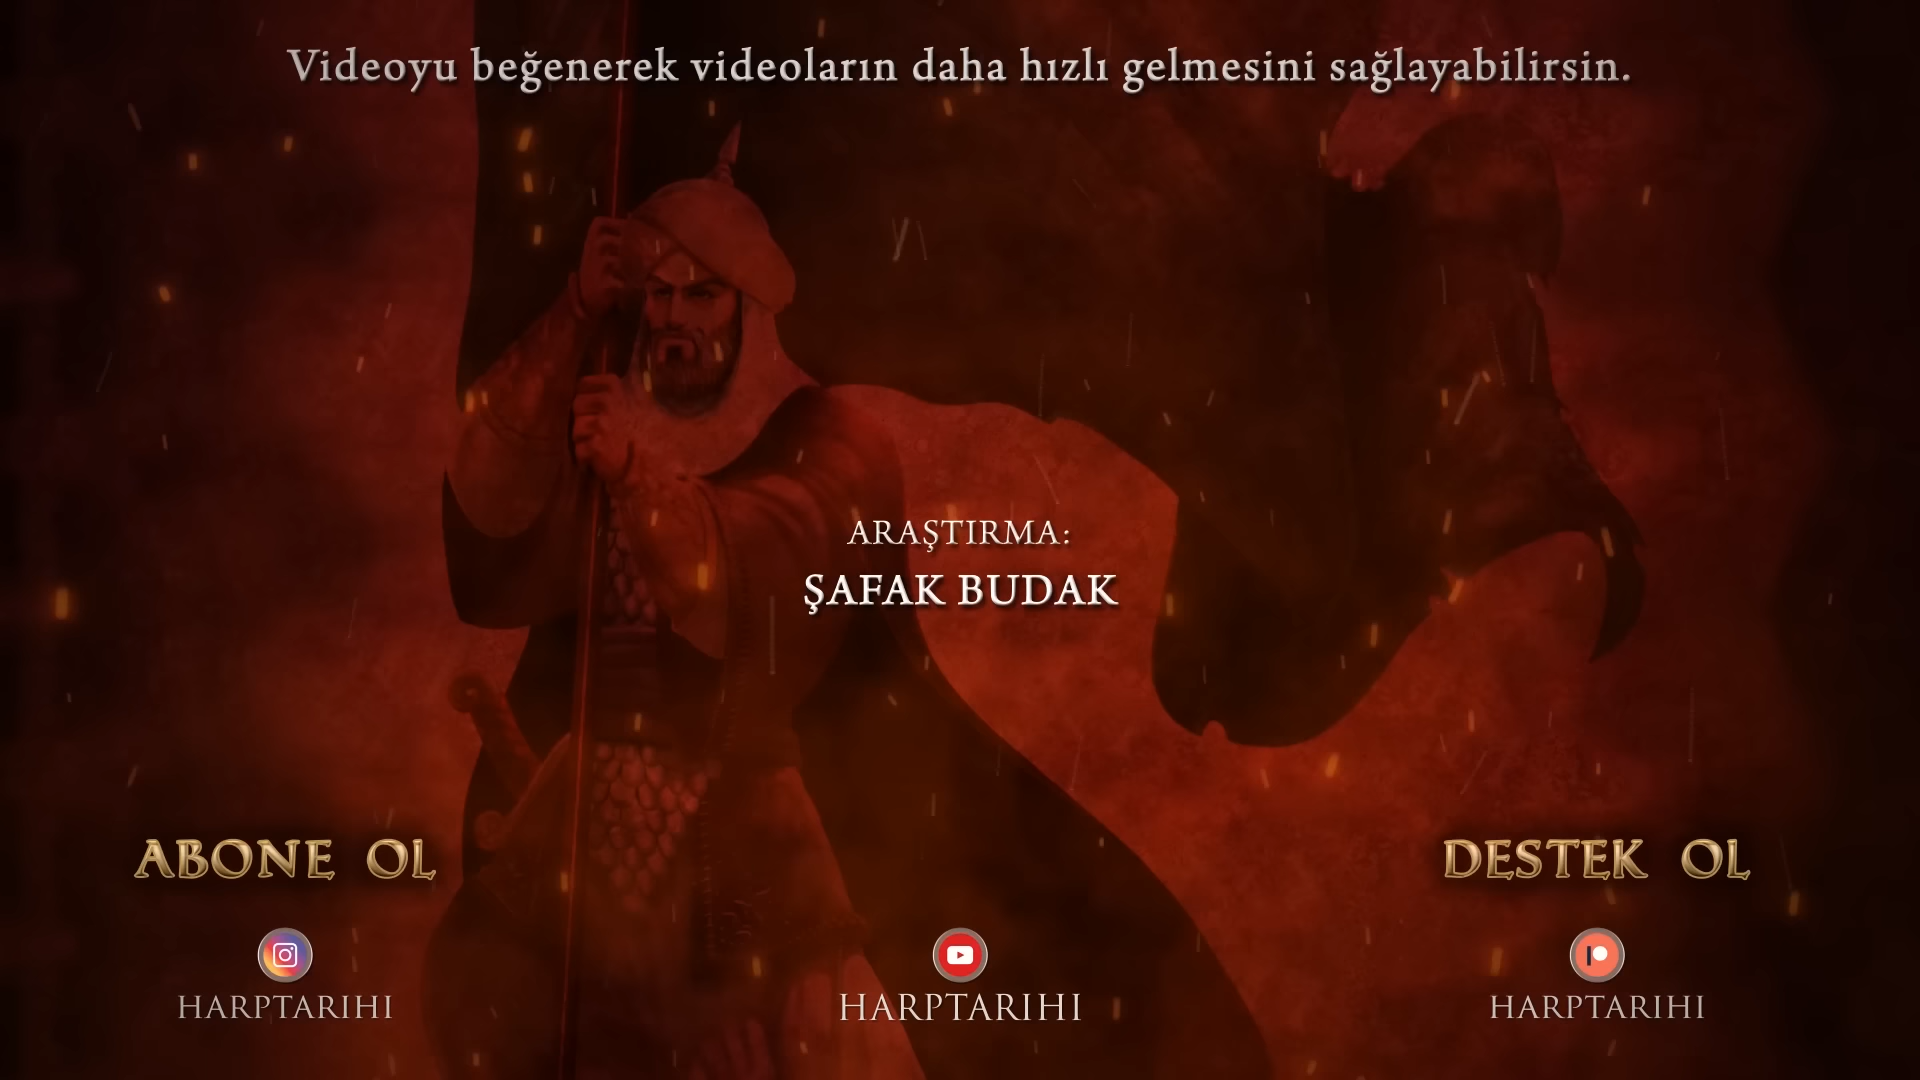 Videoyu beğenerek videoların daha hızlı gelmesini sağlayabilirsin.
ARAŞTIRMA:
ŞAFAK BUDAK
ABONE OL
DESTEK OL
HARPTARIHI
HARPTARIHI
HARPTARIHI